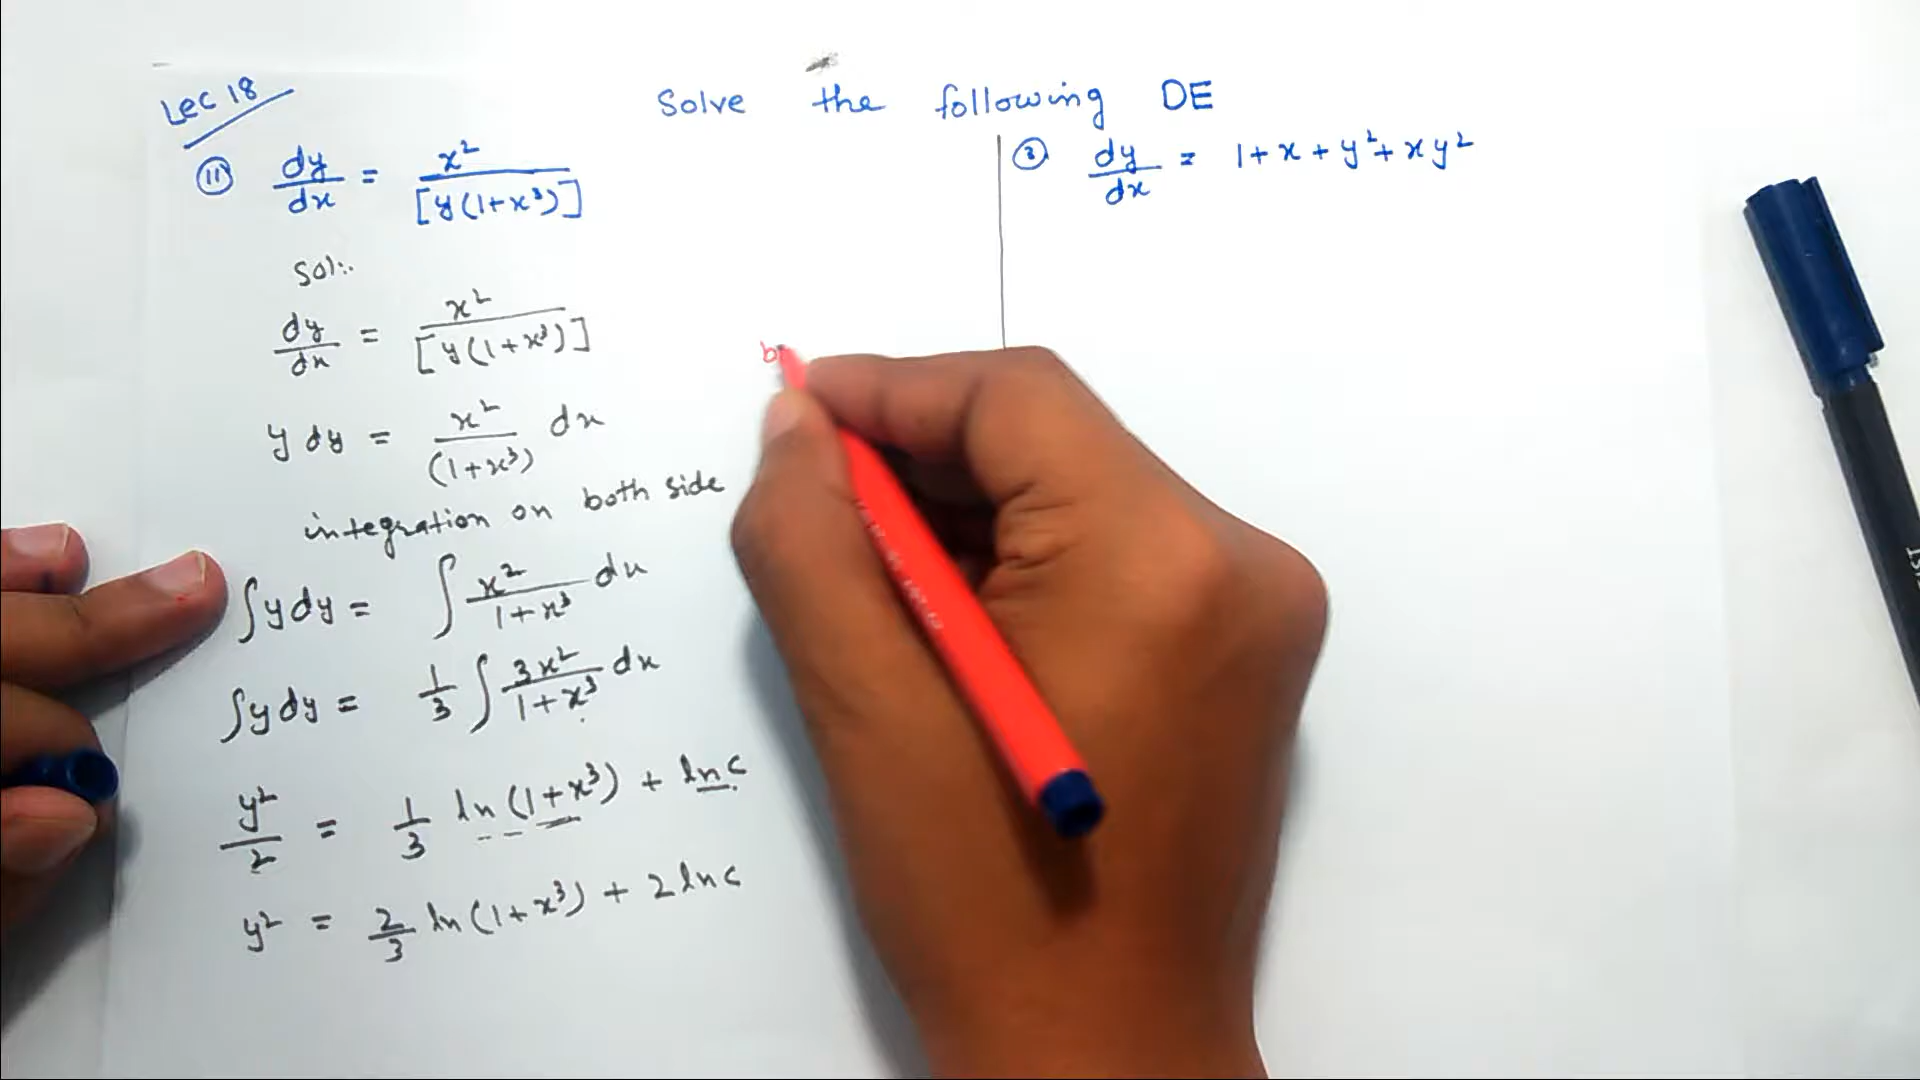 Lec 18
Solve the following DE
⑪ dy/dx = x²/[y(1+x³)]
Sol:.
dy/dx = x²/[y(1+x³)]
y dy = x²/(1+x³) dx
integration on both side
∫y dy = ∫ x²/1+x³ dx
∫y dy = 1/3 ∫ 3x²/1+x³ dx
y²/2 = 1/3 ln (1+x³) + ln c
y² = 2/3 ln (1+x³) + 2 ln c
③ dy/dx = 1+x+y²+xy²